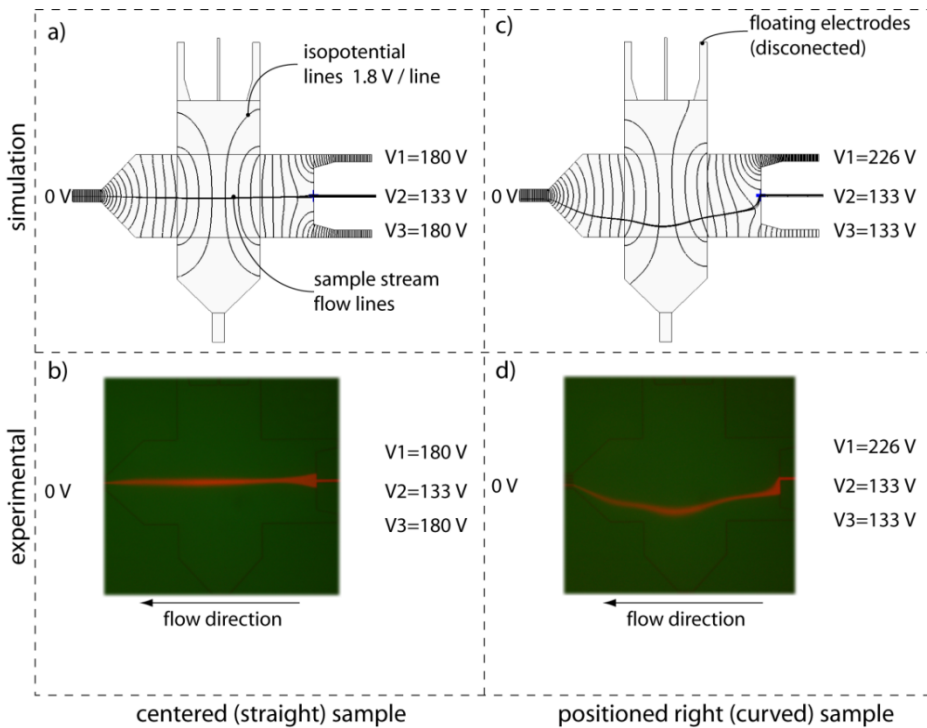 a)
isopotential
lines 1.8 V / line
0 V
V1=180 V
V2=133 V
V3=180 V
sample stream
flow lines
simulation
c)
floating electrodes
(disconected)
0 V
V1=226 V
V2=133 V
V3=133 V
b)
0 V
V1=180 V
V2=133 V
V3=180 V
flow direction
experimental
d)
0 V
V1=226 V
V2=133 V
V3=133 V
flow direction
centered (straight) sample
positioned right (curved) sample